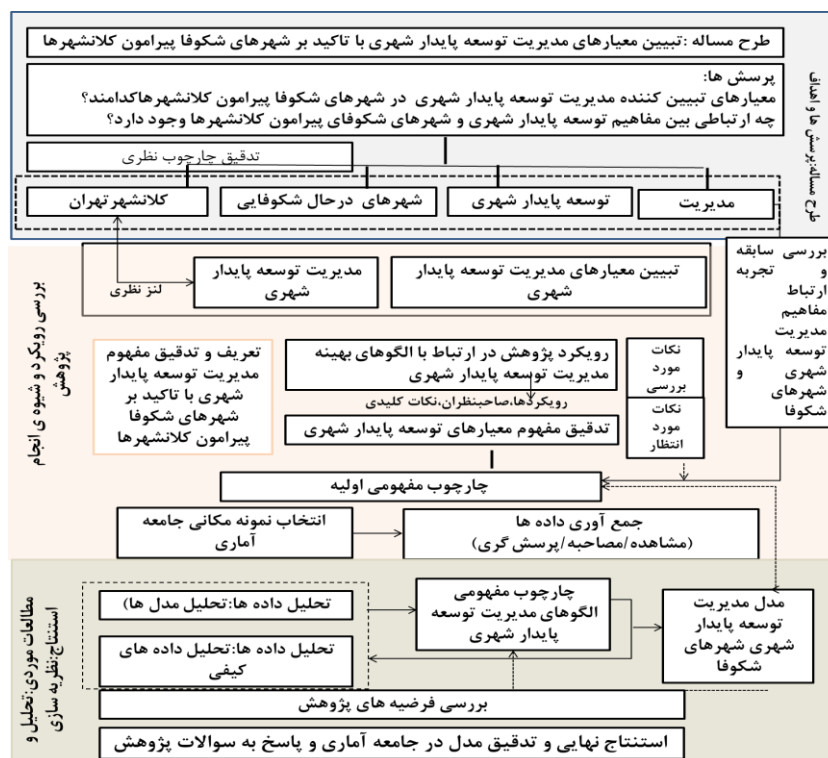 طرح مساله :تبیین معیارهای مدیریت توسعه پایدار شهری با تاکید بر شهرهای شکوفا پیرامون کلانشهرها
پرسش ها:
معیارهای تبیین کننده مدیریت توسعه پایدار شهری در شهرهای شکوفا پیرامون کلانشهرهاکدامند؟
چه ارتباطی بین مفاهیم توسعه پایدار شهری و شهرهای شکوفای پیرامون کلانشهرها وجود دارد؟
طرح مساله:پرسش ها و اهداف
تدقیق چارچوب نظری
مدیریت
توسعه پایدار شهری
شهرهای درحال شکوفایی
کلانشهرتهران
بررسی سابقه
و تجربه
ارتباط
مفاهیم
مدیریت
توسعه پایدار
شهری و
شهرهای
شکوفا
تبیین معیارهای مدیریت توسعه پایدار
شهری
مدیریت توسعه پایدار
شهری
لنز نظری
بررسی رویکرد و شیوه ی انجام
پژوهش
نکات
مورد
بررسی
نکات
مورد
انتظار
رویکرد پژوهش در ارتباط با الگوهای بهینه
مدیریت توسعه پایدار شهری
رویکردها،صاحبنظران،نکات کلیدی
تدقیق مفهوم معیارهای توسعه پایدار شهری
تعریف و تدقیق مفهوم
مدیریت توسعه پایدار
شهری با تاکید بر
شهرهای شکوفا
پیرامون کلانشهرها
چارچوب مفهومی اولیه
انتخاب نمونه مکانی جامعه
آماری
جمع آوری داده ها
(مشاهده/مصاحبه/پرسش گری)
مطالعات موردی:تحلیل و
استنتاج:نظریه سازی
تحلیل داده ها:تحلیل مدل ها)
تحلیل داده ها:تحلیل داده های
کیفی
چارچوب مفهومی
الگوهای مدیریت توسعه
پایدار شهری
مدل مدیریت
توسعه پایدار
شهری شهرهای
شکوفا
بررسی فرضیه های پژوهش
استنتاج نهایی و تدقیق مدل در جامعه آماری و پاسخ به سوالات پژوهش